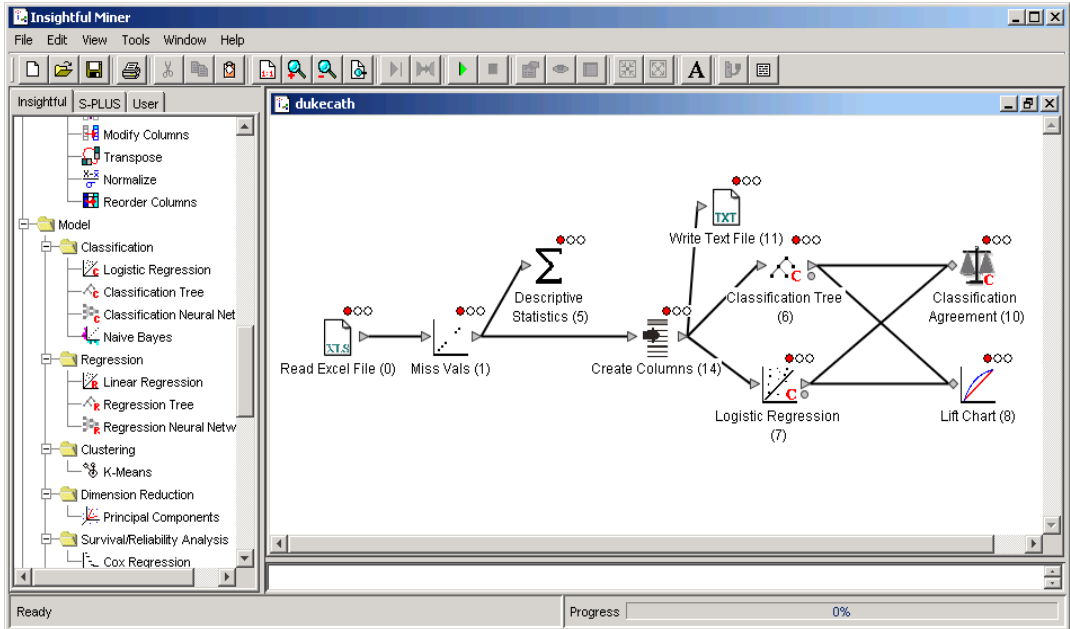 Insightful Miner
File Edit View Tools Window Help
1:1
A
Insightful S-PLUS User
Modify Columns
Transpose
X-X̄
σ
Normalize
Reorder Columns
Model
Classification
Logistic Regression
Classification Tree
Classification Neural Net
Naive Bayes
Regression
Linear Regression
Regression Tree
Regression Neural Netw
Clustering
K-Means
Dimension Reduction
Principal Components
Survival/Reliability Analysis
Cox Regression
dukecath
TXT
Write Text File (11)
Σ
Descriptive
Statistics (5)
C
Classification Tree
(6)
C
Classification
Agreement (10)
XLS
Read Excel File (0)
Miss Vals (1)
Create Columns (14)
C
Logistic Regression
(7)
Lift Chart (8)
Ready
Progress
0%